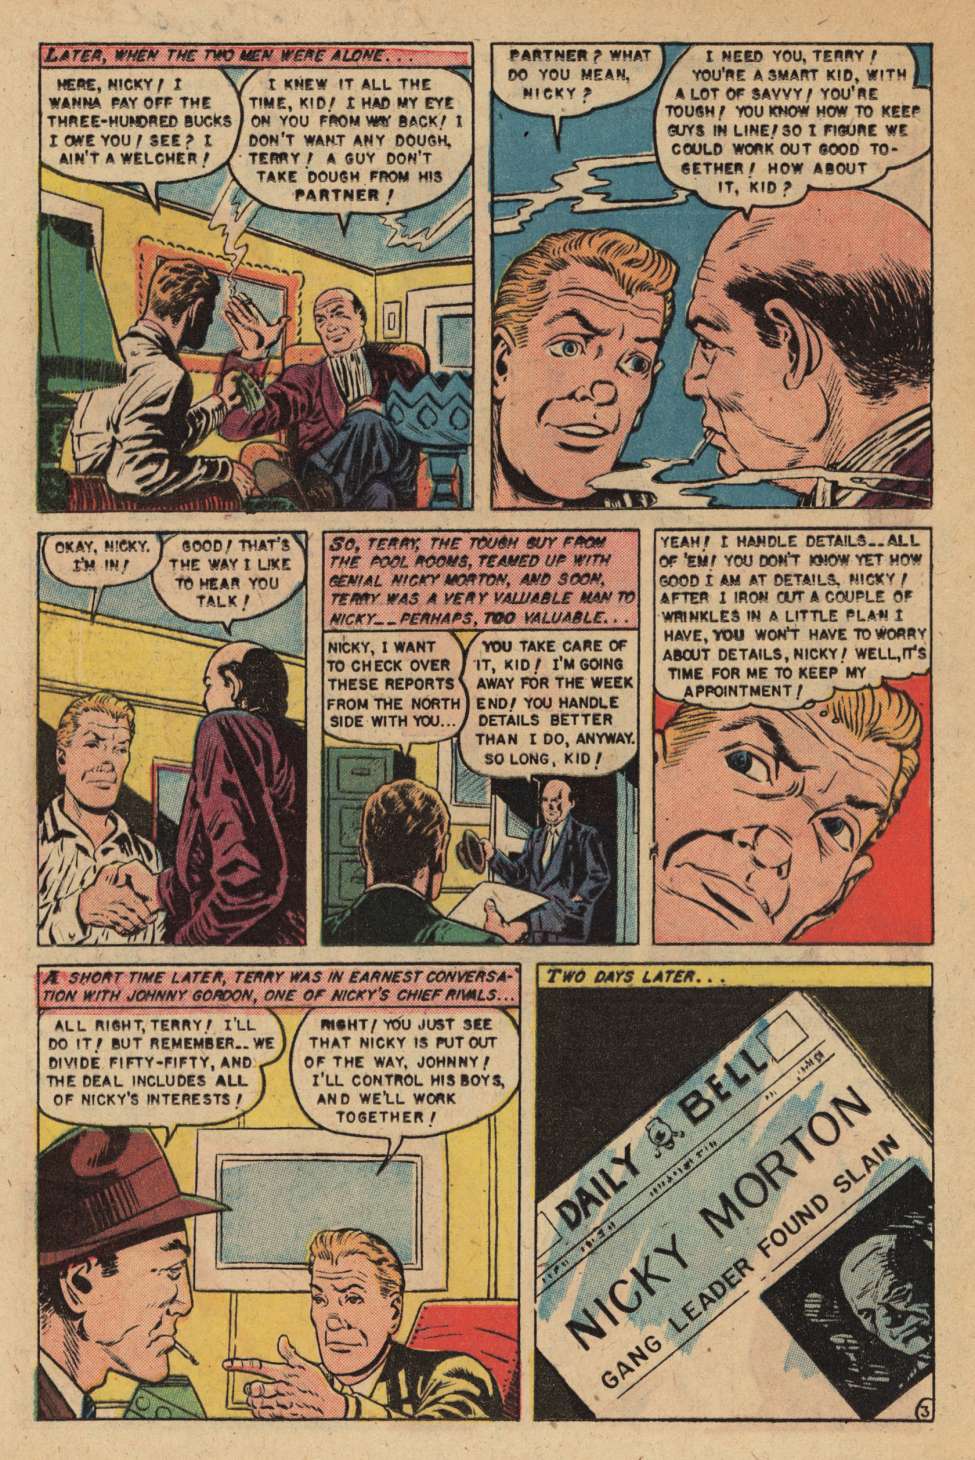 LATER, WHEN THE TWO MEN WERE ALONE...
HERE, NICKY! I
WANNA PAY OFF THE
THREE-HUNDRED BUCKS
I OWE YOU! SEE? I
AIN'T A WELCHER!
I KNEW IT ALL THE
TIME, KID! I HAD MY EYE
ON YOU FROM WAY BACK! I
DON'T WANT ANY DOUGH,
TERRY! A GUY DON'T
TAKE DOUGH FROM HIS
PARTNER!
PARTNER? WHAT
DO YOU MEAN,
NICKY?
I NEED YOU, TERRY!
YOU'RE A SMART KID, WITH
A LOT OF SAVVY! YOU'RE
TOUGH! YOU KNOW HOW TO KEEP
GUYS IN LINE! SO I FIGURE WE
COULD WORK OUT GOOD TO-
GETHER! HOW ABOUT
IT, KID?
OKAY, NICKY.
I'M IN!
GOOD! THAT'S
THE WAY I LIKE
TO HEAR YOU
TALK!
SO, TERRY, THE TOUGH GUY FROM
THE POOL ROOMS, TEAMED UP WITH
GENIAL NICKY MORTON, AND SOON,
TERRY WAS A VERY VALUABLE MAN TO
NICKY__PERHAPS, TOO VALUABLE...
NICKY, I WANT
TO CHECK OVER
THESE REPORTS
FROM THE NORTH
SIDE WITH YOU...
YOU TAKE CARE OF
IT, KID! I'M GOING
AWAY FOR THE WEEK
END! YOU HANDLE
DETAILS BETTER
THAN I DO, ANYWAY.
SO LONG, KID!
YEAH! I HANDLE DETAILS__ALL
OF 'EM! YOU DON'T KNOW YET HOW
GOOD I AM AT DETAILS, NICKY!
AFTER I IRON OUT A COUPLE OF
WRINKLES IN A LITTLE PLAN I
HAVE, YOU WON'T HAVE TO WORRY
ABOUT DETAILS, NICKY! WELL, IT'S
TIME FOR ME TO KEEP MY
APPOINTMENT!
A SHORT TIME LATER, TERRY WAS IN EARNEST CONVERSA-
TION WITH JOHNNY GORDON, ONE OF NICKY'S CHIEF RIVALS...
ALL RIGHT, TERRY! I'LL
DO IT! BUT REMEMBER__WE
DIVIDE FIFTY-FIFTY, AND
THE DEAL INCLUDES ALL
OF NICKY'S INTERESTS!
RIGHT! YOU JUST SEE
THAT NICKY IS PUT OUT
OF THE WAY, JOHNNY!
I'LL CONTROL HIS BOYS,
AND WE'LL WORK
TOGETHER!
TWO DAYS LATER...
DAILY BELL
NICKY MORTON
GANG LEADER FOUND SLAIN
3